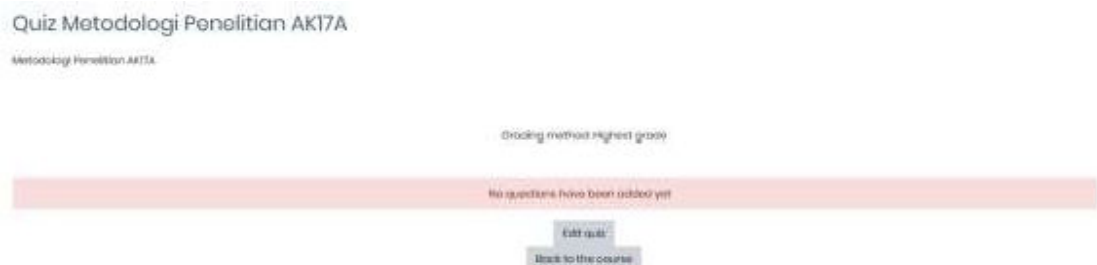 Quiz Metodologi Penelitian AK17A
Metodologi Penelitian AK17A
Grading method: Highest grade
No questions have been added yet
Edit quiz
Back to the course